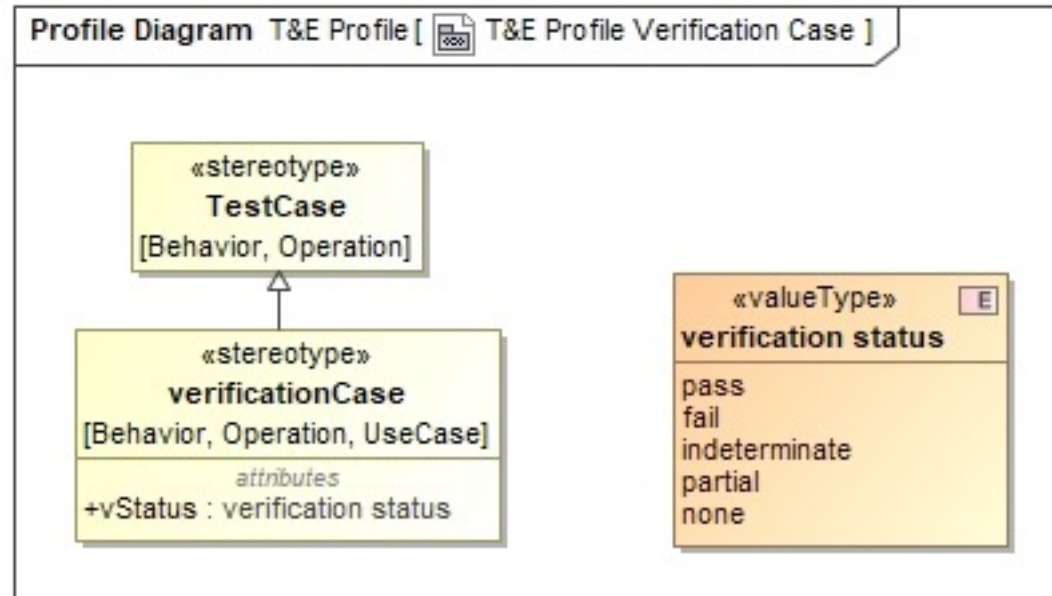 Profile Diagram T&E Profile [ T&E Profile Verification Case ]
«stereotype»
TestCase
[Behavior, Operation]
«stereotype»
verificationCase
[Behavior, Operation, UseCase]
attributes
+vStatus : verification status
«valueType» E
verification status
pass
fail
indeterminate
partial
none